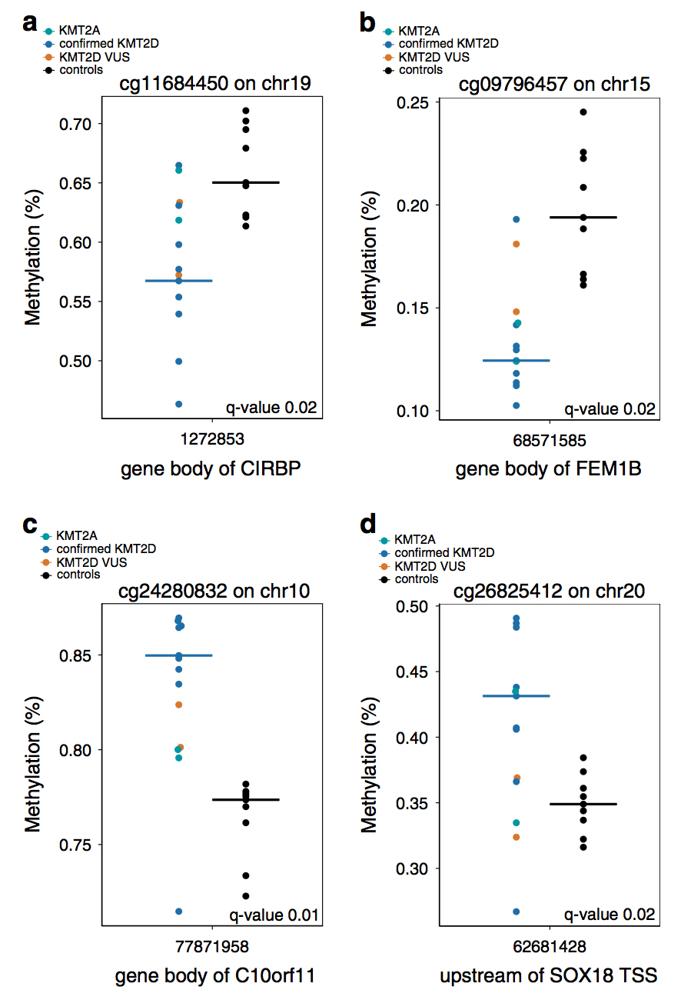 a
KMT2A
confirmed KMT2D
KMT2D VUS
controls
cg11684450 on chr19
Methylation (%)
0.70
0.65
0.60
0.55
0.50
q-value 0.02
1272853
gene body of CIRBP
b
KMT2A
confirmed KMT2D
KMT2D VUS
controls
cg09796457 on chr15
Methylation (%)
0.25
0.20
0.15
0.10
q-value 0.02
68571585
gene body of FEM1B
c
KMT2A
confirmed KMT2D
KMT2D VUS
controls
cg24280832 on chr10
Methylation (%)
0.85
0.80
0.75
q-value 0.01
77871958
gene body of C10orf11
d
KMT2A
confirmed KMT2D
KMT2D VUS
controls
cg26825412 on chr20
Methylation (%)
0.50
0.45
0.40
0.35
0.30
q-value 0.02
62681428
upstream of SOX18 TSS